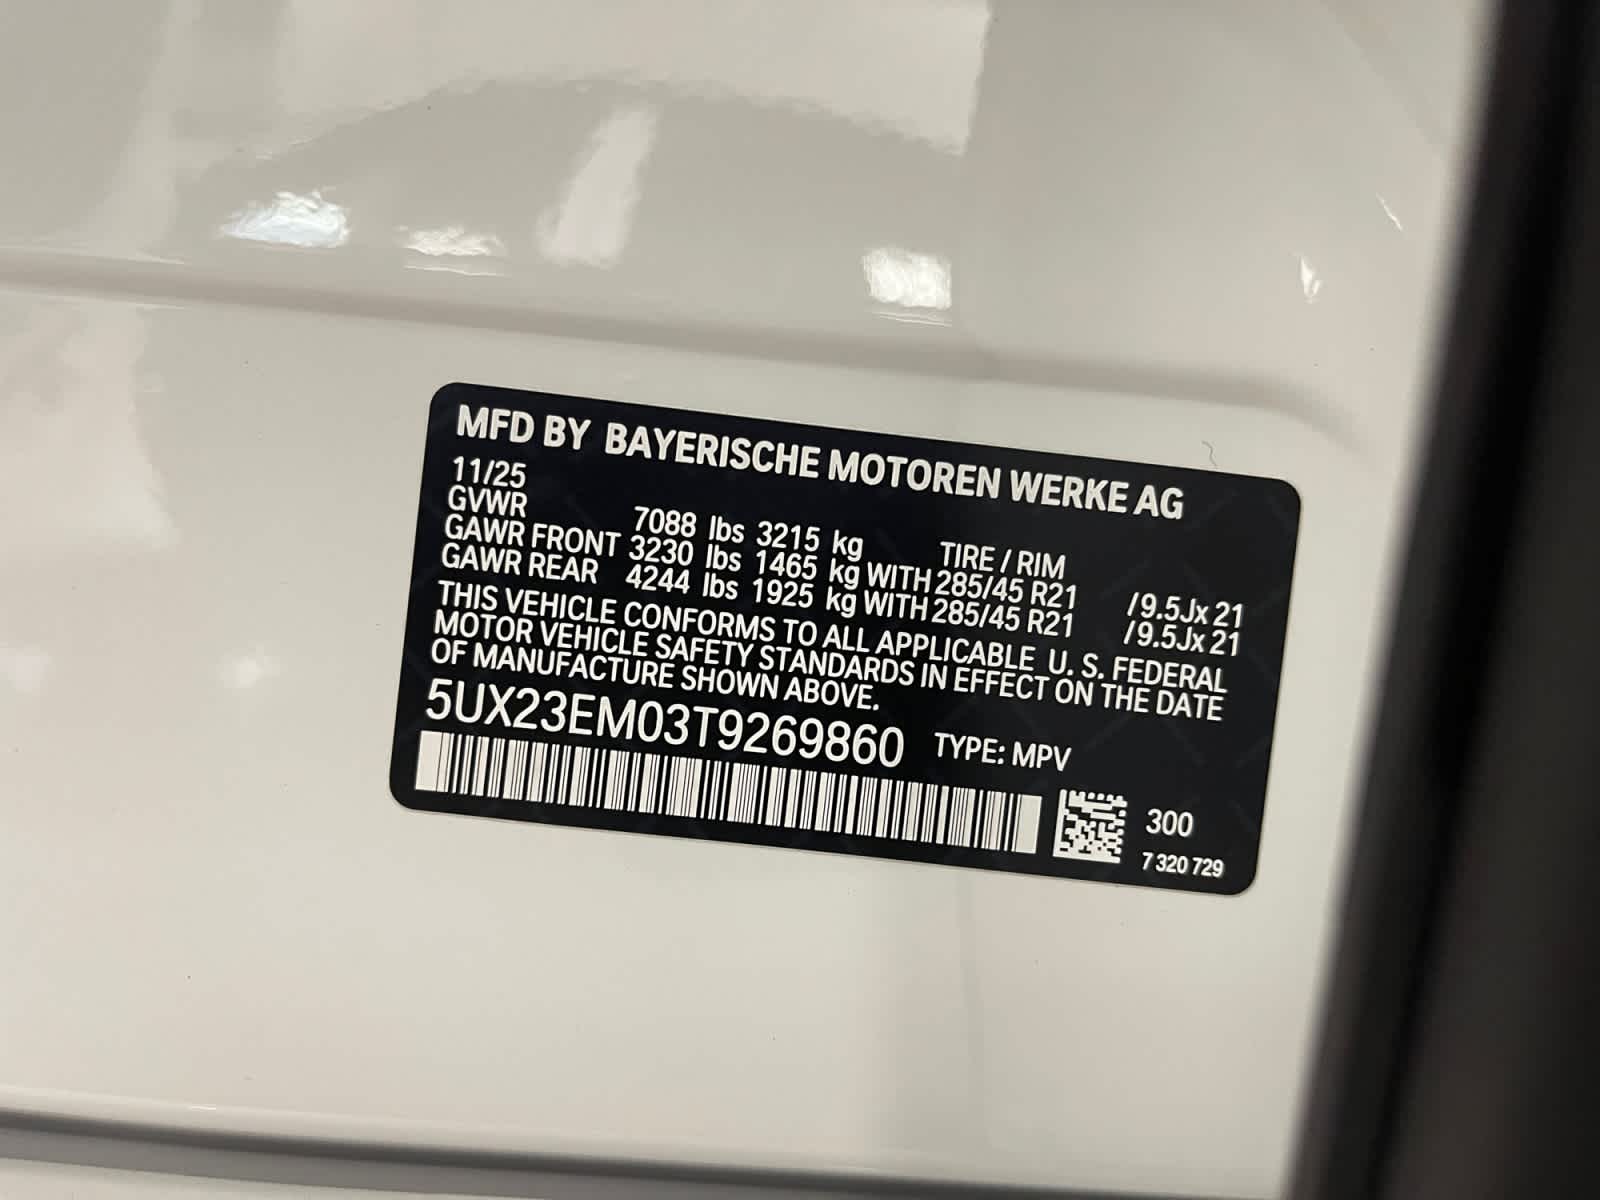 MFD BY BAYERISCHE MOTOREN WERKE AG
11/25
GVWR 7088 lbs 3215 kg TIRE / RIM
GAWR FRONT 3230 lbs 1465 kg WITH 285/45 R21 /9.5Jx 21
GAWR REAR 4244 lbs 1925 kg WITH 285/45 R21 /9.5Jx 21
THIS VEHICLE CONFORMS TO ALL APPLICABLE U. S. FEDERAL
MOTOR VEHICLE SAFETY STANDARDS IN EFFECT ON THE DATE
OF MANUFACTURE SHOWN ABOVE.
5UX23EM03T9269860 TYPE: MPV
300
7 320 729